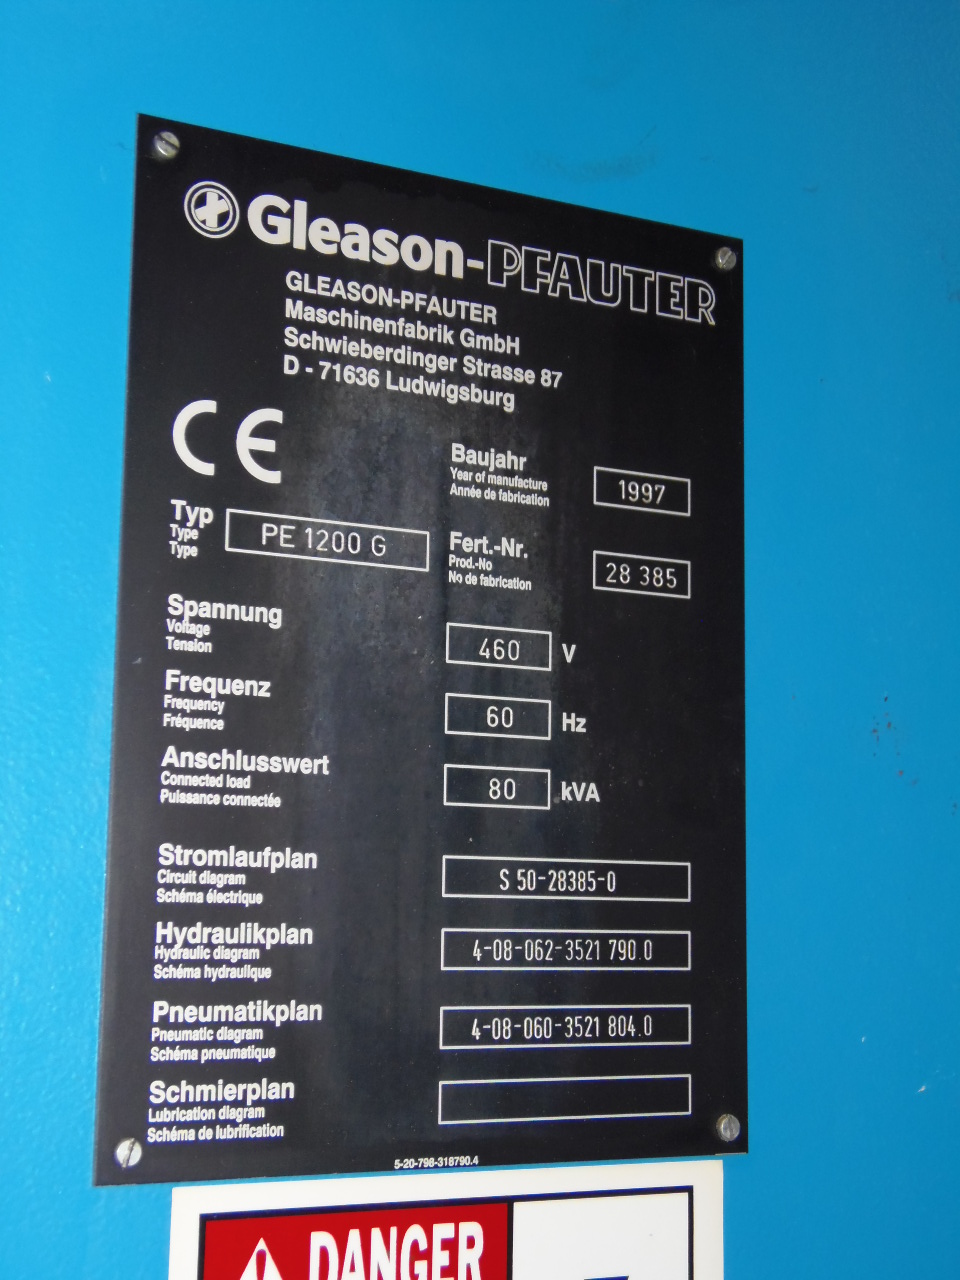 Gleason-PFAUTER
GLEASON-PFAUTER
Maschinenfabrik GmbH
Schwieberdinger Strasse 87
D - 71636 Ludwigsburg
CE
Baujahr
Year of manufacture
Année de fabrication
1997
Typ
Type
Type
PE 1200 G
Fert.-Nr.
Prod.-No
No de fabrication
28 385
Spannung
Voltage
Tension
460 V
Frequenz
Frequency
Fréquence
60 Hz
Anschlusswert
Connected load
Puissance connectée
80 kVA
Stromlaufplan
Circuit diagram
Schéma électrique
S 50-28385-0
Hydraulikplan
Hydraulic diagram
Schéma hydraulique
4-08-062-3521 790.0
Pneumatikplan
Pneumatic diagram
Schéma pneumatique
4-08-060-3521 804.0
Schmierplan
Lubrication diagram
Schéma de lubrification
5-20-798-318790.4
DANGER